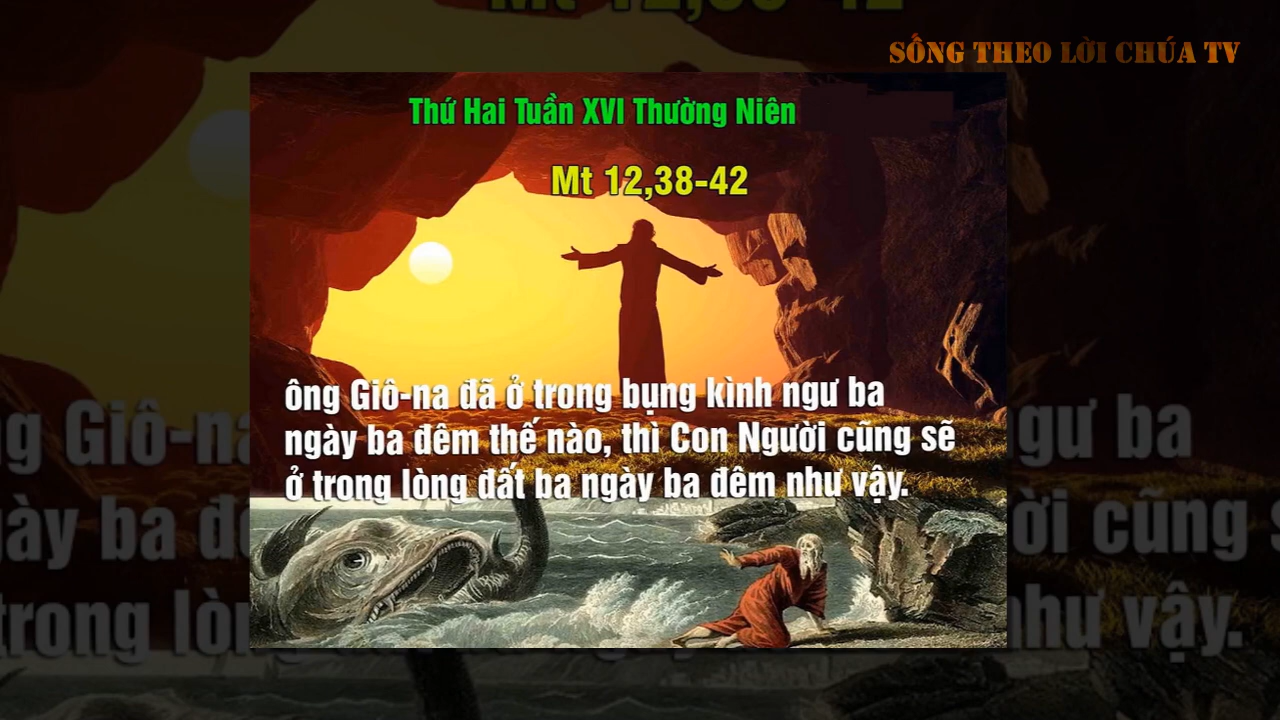 SỐNG THEO LỜI CHÚA TV
Thứ Hai Tuần XVI Thường Niên
Mt 12,38-42
ông Giô-na đã ở trong bụng kình ngư ba
ngày ba đêm thế nào, thì Con Người cũng sẽ
ở trong lòng đất ba ngày ba đêm như vậy.